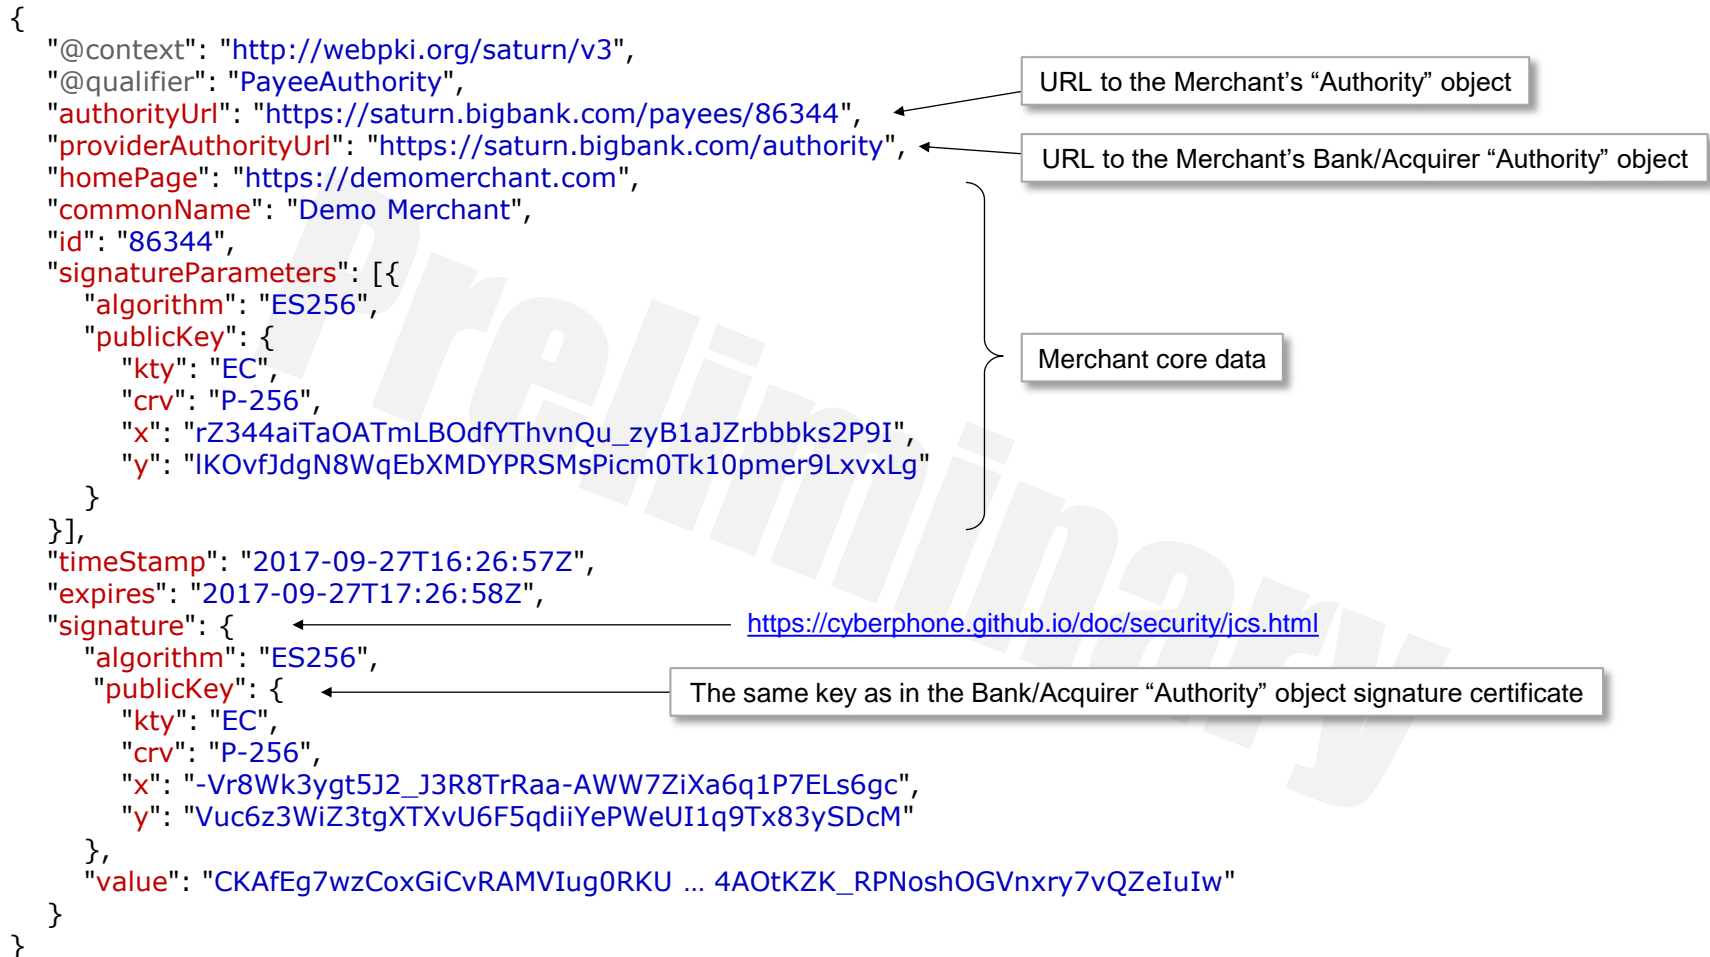 {
"@context": "http://webpki.org/saturn/v3",
"@qualifier": "PayeeAuthority",
"authorityUrl": "https://saturn.bigbank.com/payees/86344",
URL to the Merchant's “Authority” object
"providerAuthorityUrl": "https://saturn.bigbank.com/authority",
URL to the Merchant's Bank/Acquirer “Authority” object
"homePage": "https://demomerchant.com",
"commonName": "Demo Merchant",
"id": "86344",
"signatureParameters": [{
"algorithm": "ES256",
"publicKey": {
"kty": "EC",
Merchant core data
"crv": "P-256",
"x": "rZ344aiTaOATmLBOdfYThvnQu_zyB1aJZrbbbks2P9I",
"y": "lKOvfJdgN8WqEbXMDYPRSMsPicm0Tk10pmer9LxvxLg"
}
}],
"timeStamp": "2017-09-27T16:26:57Z",
"expires": "2017-09-27T17:26:58Z",
"signature": {
https://cyberphone.github.io/doc/security/jcs.html
"algorithm": "ES256",
"publicKey": {
The same key as in the Bank/Acquirer “Authority” object signature certificate
"kty": "EC",
"crv": "P-256",
"x": "-Vr8Wk3ygt5J2_J3R8TrRaa-AWW7ZiXa6q1P7ELs6gc",
"y": "Vuc6z3WiZ3tgXTXvU6F5qdiiYePWeUI1q9Tx83ySDcM"
},
"value": "CKAfEg7wzCoxGiCvRAMVIug0RKU … 4AOtKZK_RPNoshOGVnxry7vQZeIuIw"
}
}
Preliminary